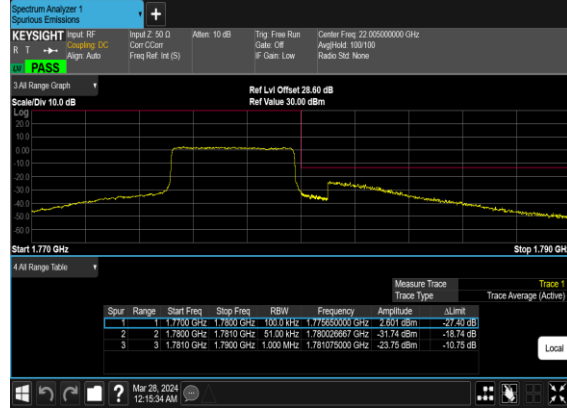 Spectrum Analyzer 1
Spurious Emissions
+
KEYSIGHT Input: RF Input Z: 50 Ω Atten: 10 dB Trig: Free Run Center Freq: 22.005000000 GHz
R T Coupling: DC Corr CCorr Gate: Off Avg|Hold: 100/100
Align: Auto Freq Ref: Int (S) IF Gain: Low Radio Std: None
PASS
3 All Range Graph
Ref Lvl Offset 28.60 dB
Scale/Div 10.0 dB Ref Value 30.00 dBm
Log
20.0
10.0
0.00
-10.0
-20.0
-30.0
-40.0
-50.0
-60.0
Start 1.770 GHz Stop 1.790 GH
4 All Range Table
Measure Trace Trace 1
Trace Type Trace Average (Active)
Spur Range Start Freq Stop Freq RBW Frequency Amplitude ΔLimit
1 1 1.7700 GHz 1.7800 GHz 100.0 kHz 1.775650000 GHz 2.601 dBm -27.40 dB
2 2 1.7800 GHz 1.7810 GHz 51.00 kHz 1.780026667 GHz -31.74 dBm -18.74 dB
3 3 1.7810 GHz 1.7900 GHz 1.000 MHz 1.781075000 GHz -23.75 dBm -10.75 dB
Local
? Mar 28, 2024
12:15:34 AM